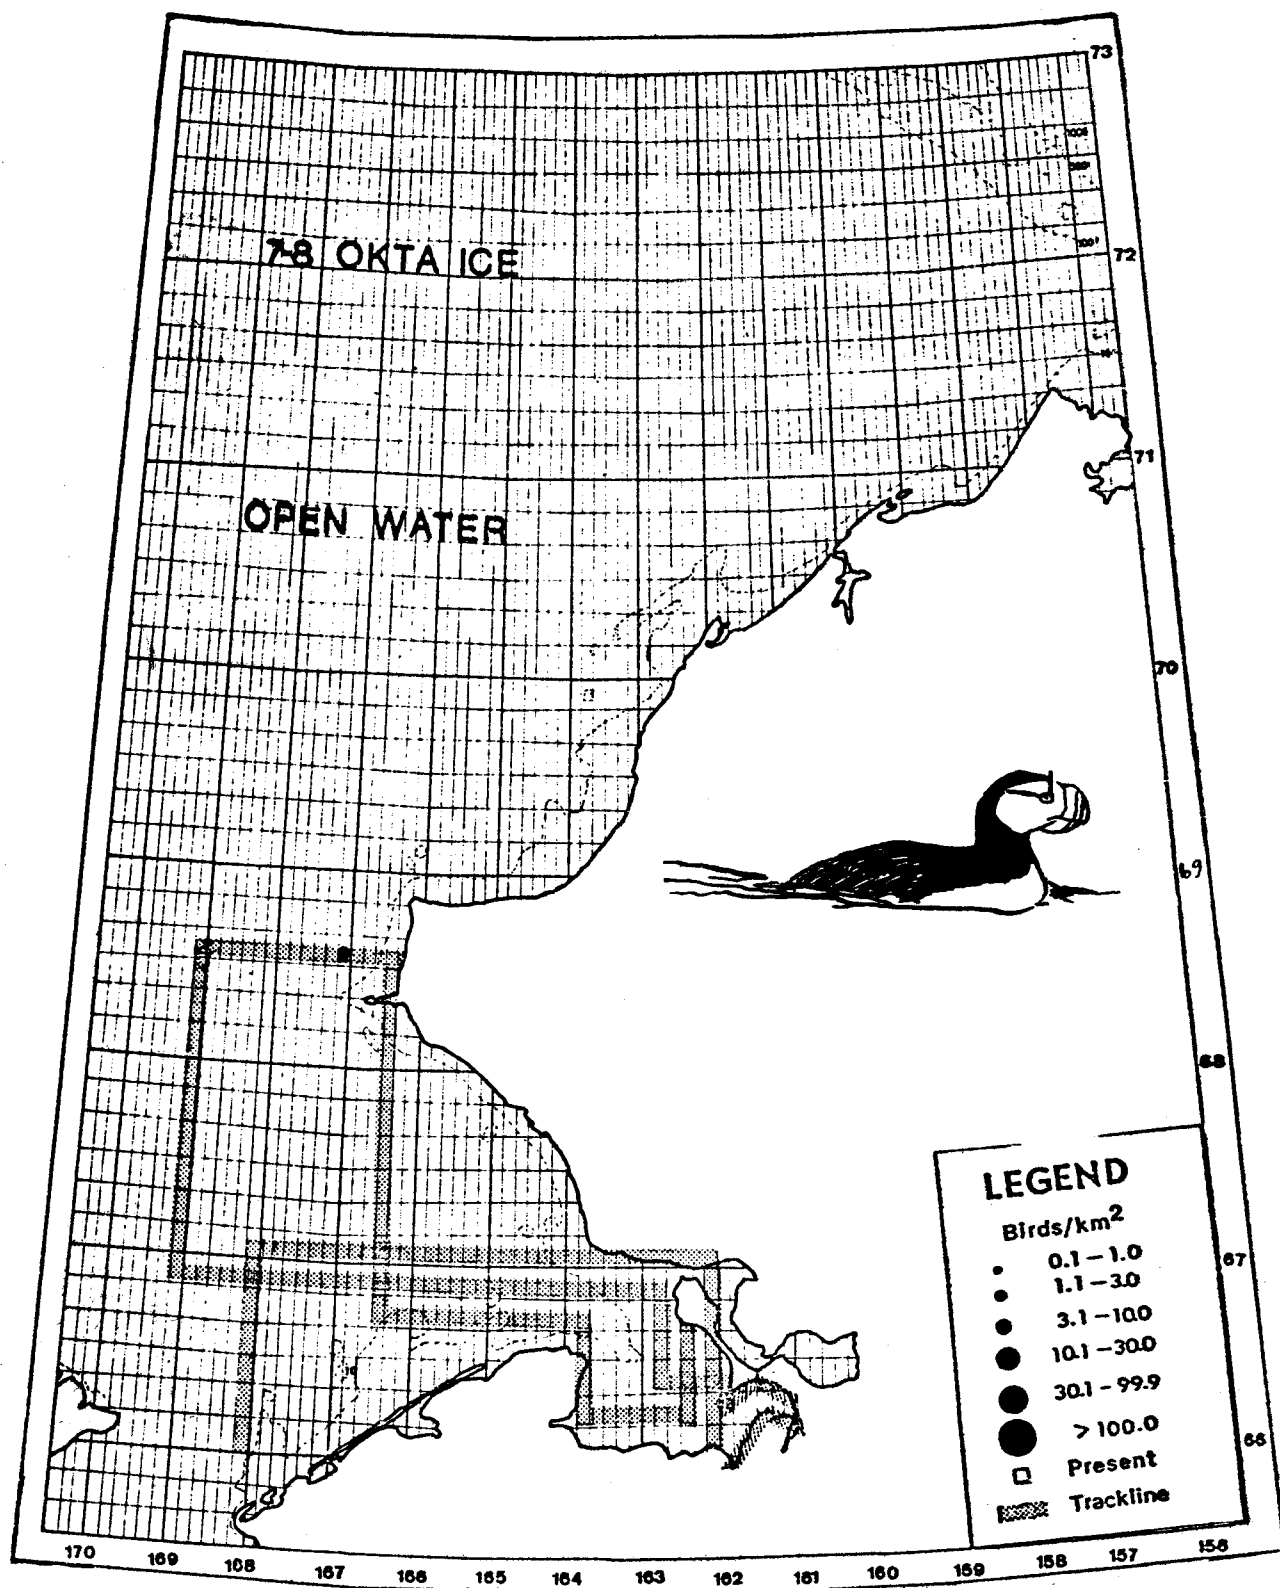 73
72
7-8 OKTA ICE
71
OPEN WATER
70
69
68
LEGEND
Birds/km²
0.1 – 1.0
1.1 – 3.0
3.1 – 10.0
10.1 – 30.0
30.1 – 99.9
> 100.0
Present
Trackline
67
66
170 169 168 167 166 165 164 163 162 161 160 159 158 157 156